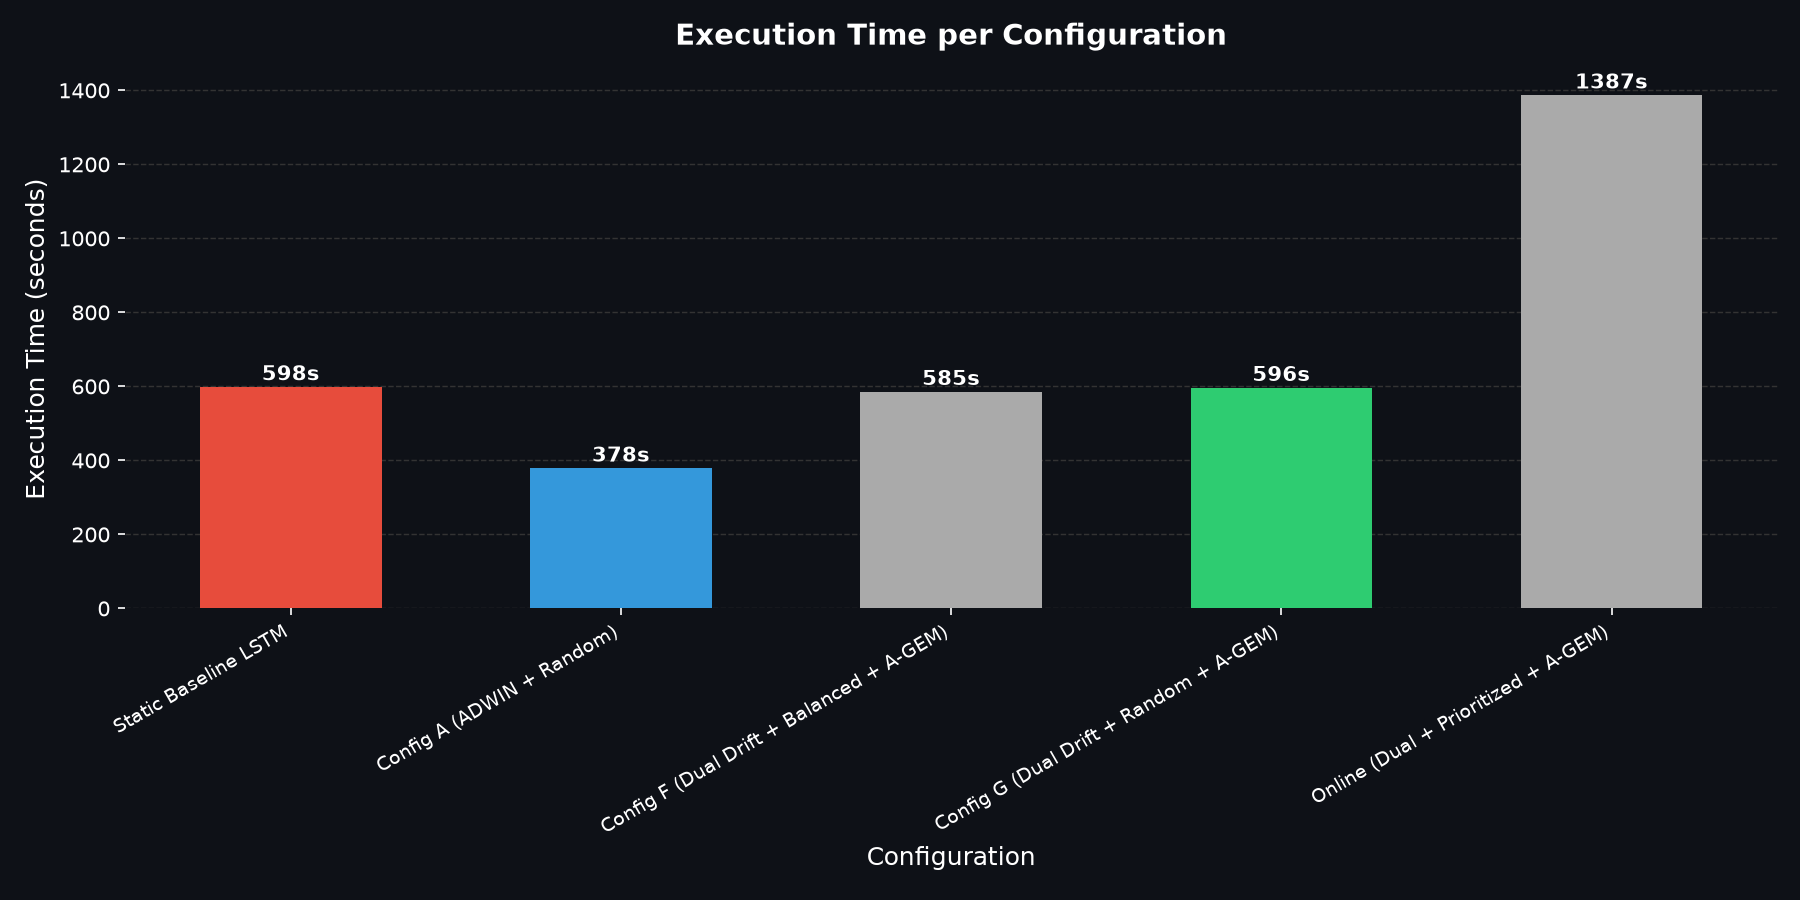 Execution Time per Configuration
Execution Time (seconds)
1400
1200
1000
800
600
400
200
0
598s
378s
585s
596s
1387s
Static Baseline LSTM
Config A (ADWIN + Random)
Config F (Dual Drift + Balanced + A-GEM)
Config G (Dual Drift + Random + A-GEM)
Online (Dual + Prioritized + A-GEM)
Configuration